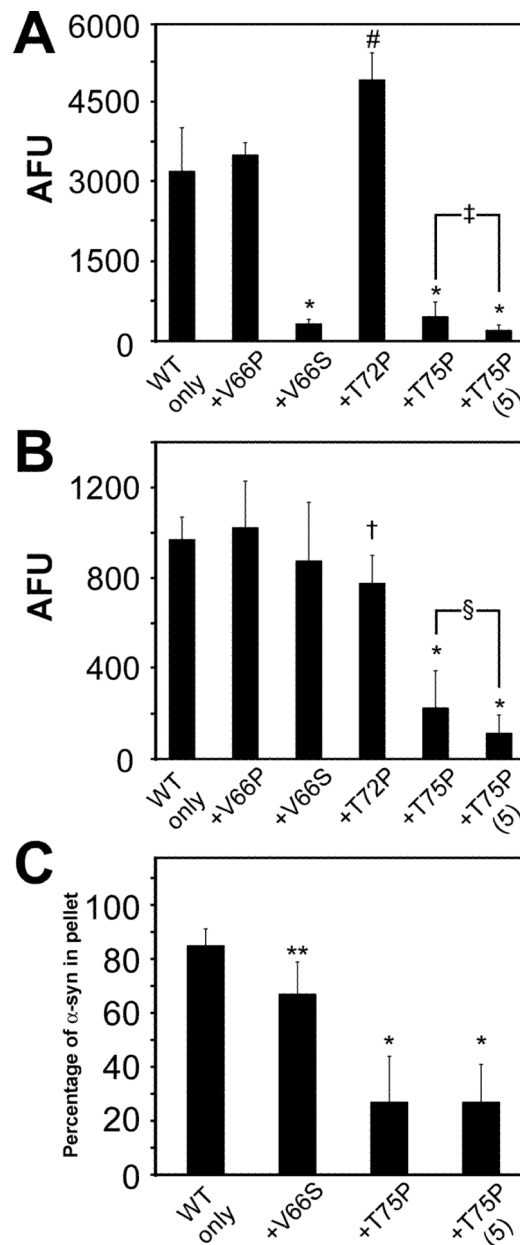 A
AFU
6000
4500
3000
1500
0
#
‡
*
*
*
WT only
+V66P
+V66S
+T72P
+T75P
+T75P (5)
B
AFU
1200
800
400
0
†
§
*
*
WT only
+V66P
+V66S
+T72P
+T75P
+T75P (5)
C
Percentage of α-syn in pellet
100
80
60
40
20
0
**
*
*
WT only
+V66S
+T75P
+T75P (5)